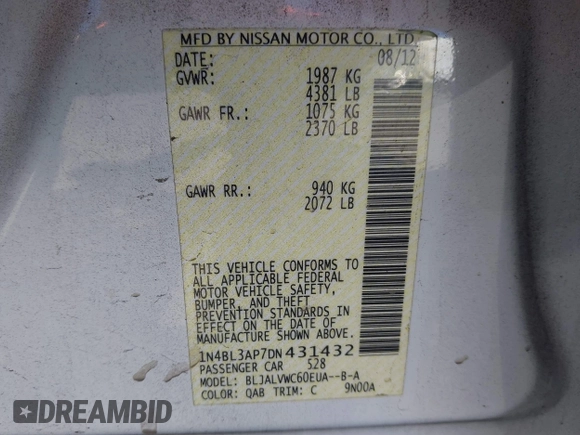 MFD BY NISSAN MOTOR CO., LTD.
DATE: 08/12
GVWR: 1987 KG
4381 LB
GAWR FR.: 1075 KG
2370 LB
GAWR RR.: 940 KG
2072 LB
THIS VEHICLE CONFORMS TO
ALL APPLICABLE FEDERAL
MOTOR VEHICLE SAFETY,
BUMPER, AND THEFT
PREVENTION STANDARDS IN
EFFECT ON THE DATE OF
MANUFACTURE SHOWN ABOVE.
1N4BL3AP7DN431432
PASSENGER CAR S28
MODEL: BLJALVWC60EUA--B-A
COLOR: QAB TRIM: C 9N00A
DREAMBID